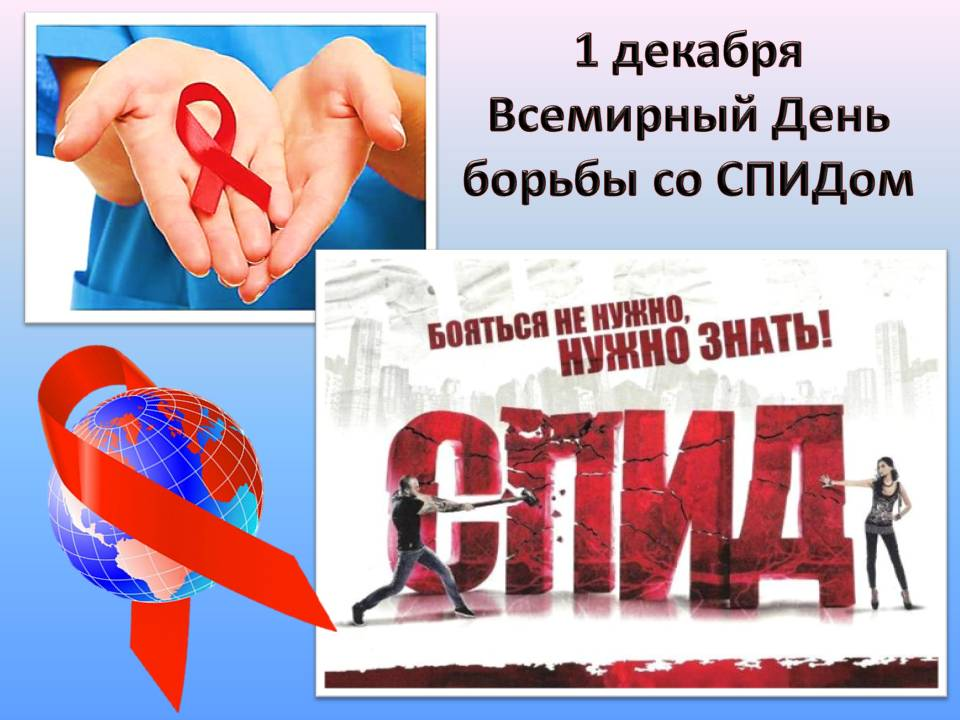 1 декабря
Всемирный День
борьбы со СПИДом
БОЯТЬСЯ НЕ НУЖНО,
НУЖНО ЗНАТЬ!
СПИД